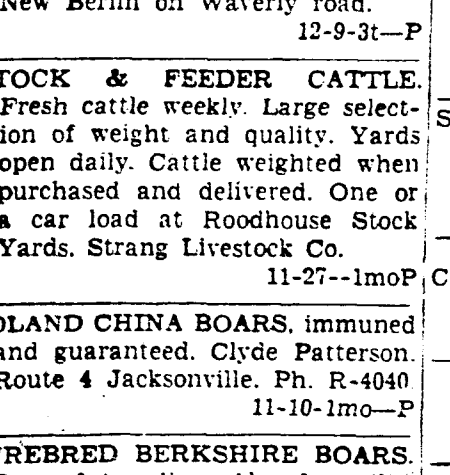 New Berlin on Waverly road.
12-9-3t—P
TOCK & FEEDER CATTLE.
Fresh cattle weekly. Large select-
ion of weight and quality. Yards
open daily. Cattle weighted when
purchased and delivered. One or
a car load at Roodhouse Stock
Yards. Strang Livestock Co.
11-27--1moP
OLAND CHINA BOARS, immuned
and guaranteed. Clyde Patterson.
Route 4 Jacksonville. Ph. R-4040
11-10-1mo—P
REBRED BERKSHIRE BOARS.
S
C